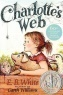 Charlotte's
Web
E. B. White
Garth Williams